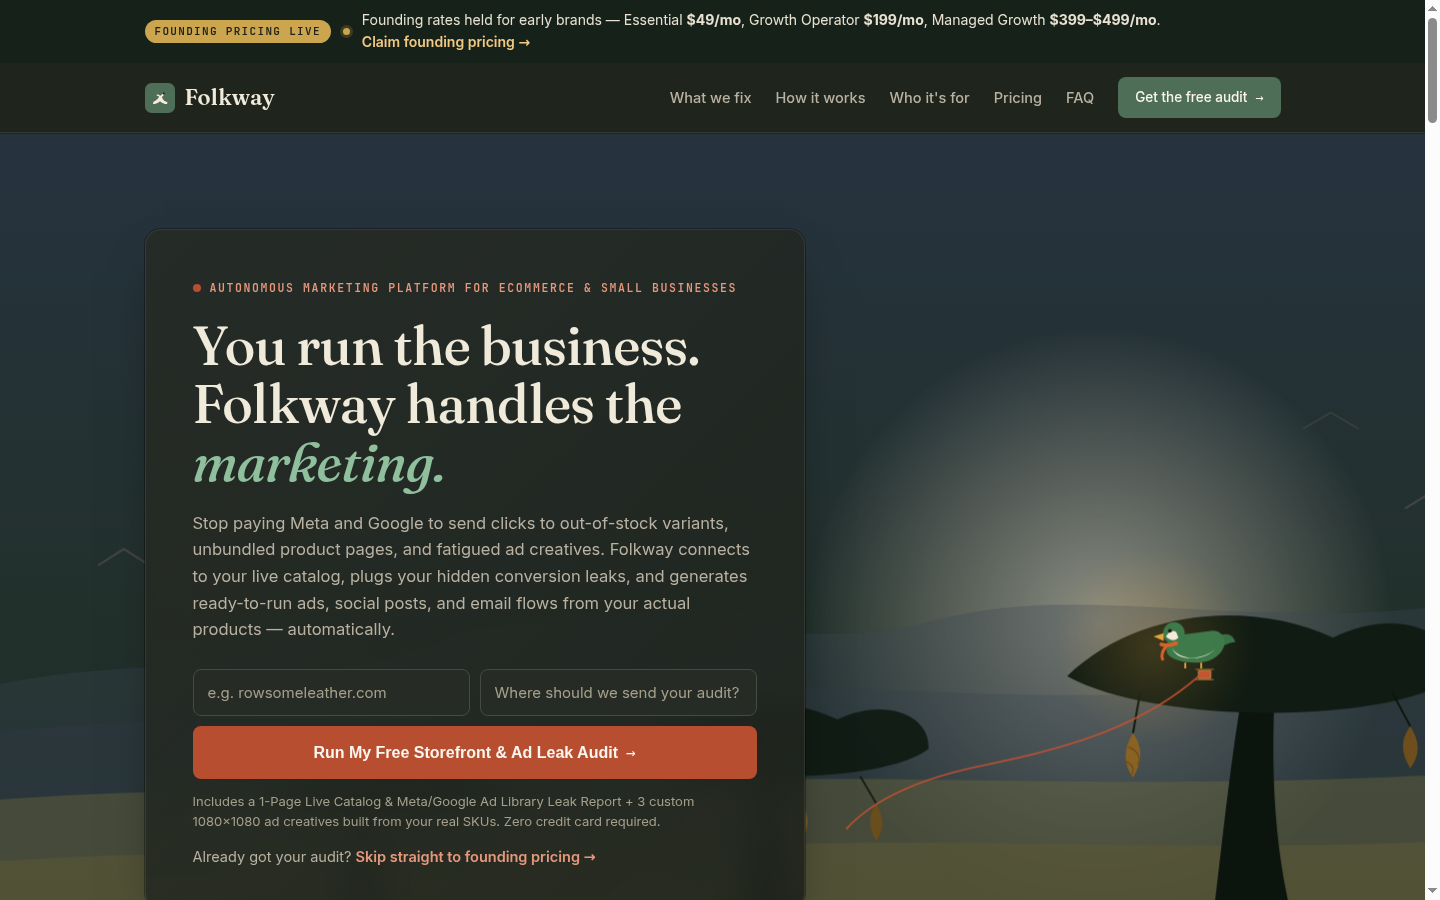 FOUNDING PRICING LIVE
Founding rates held for early brands — Essential $49/mo, Growth Operator $199/mo, Managed Growth $399–$499/mo.
Claim founding pricing →
Folkway
What we fix
How it works
Who it's for
Pricing
FAQ
Get the free audit →
AUTONOMOUS MARKETING PLATFORM FOR ECOMMERCE & SMALL BUSINESSES
You run the business.
Folkway handles the
marketing.
Stop paying Meta and Google to send clicks to out-of-stock variants,
unbundled product pages, and fatigued ad creatives. Folkway connects
to your live catalog, plugs your hidden conversion leaks, and generates
ready-to-run ads, social posts, and email flows from your actual
products — automatically.
e.g. rowsomeleather.com
Where should we send your audit?
Run My Free Storefront & Ad Leak Audit →
Includes a 1-Page Live Catalog & Meta/Google Ad Library Leak Report + 3 custom
1080×1080 ad creatives built from your real SKUs. Zero credit card required.
Already got your audit? Skip straight to founding pricing →